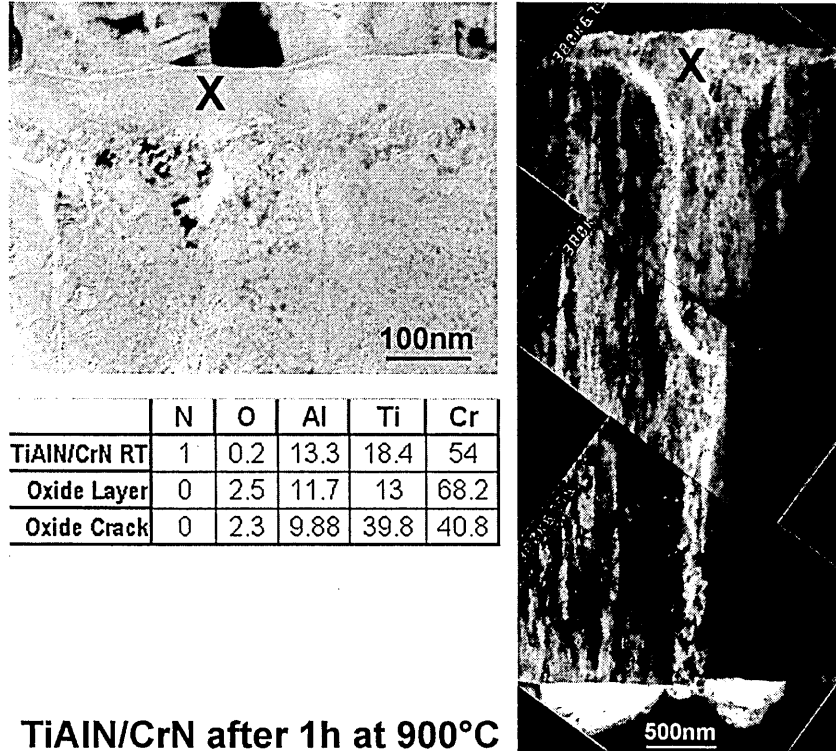 X
100nm
N O Al Ti Cr
TiAlN/CrN RT 1 0.2 13.3 18.4 54
Oxide Layer 0 2.5 11.7 13 68.2
Oxide Crack 0 2.3 9.88 39.8 40.8
TiAlN/CrN after 1h at 900°C
X
500nm